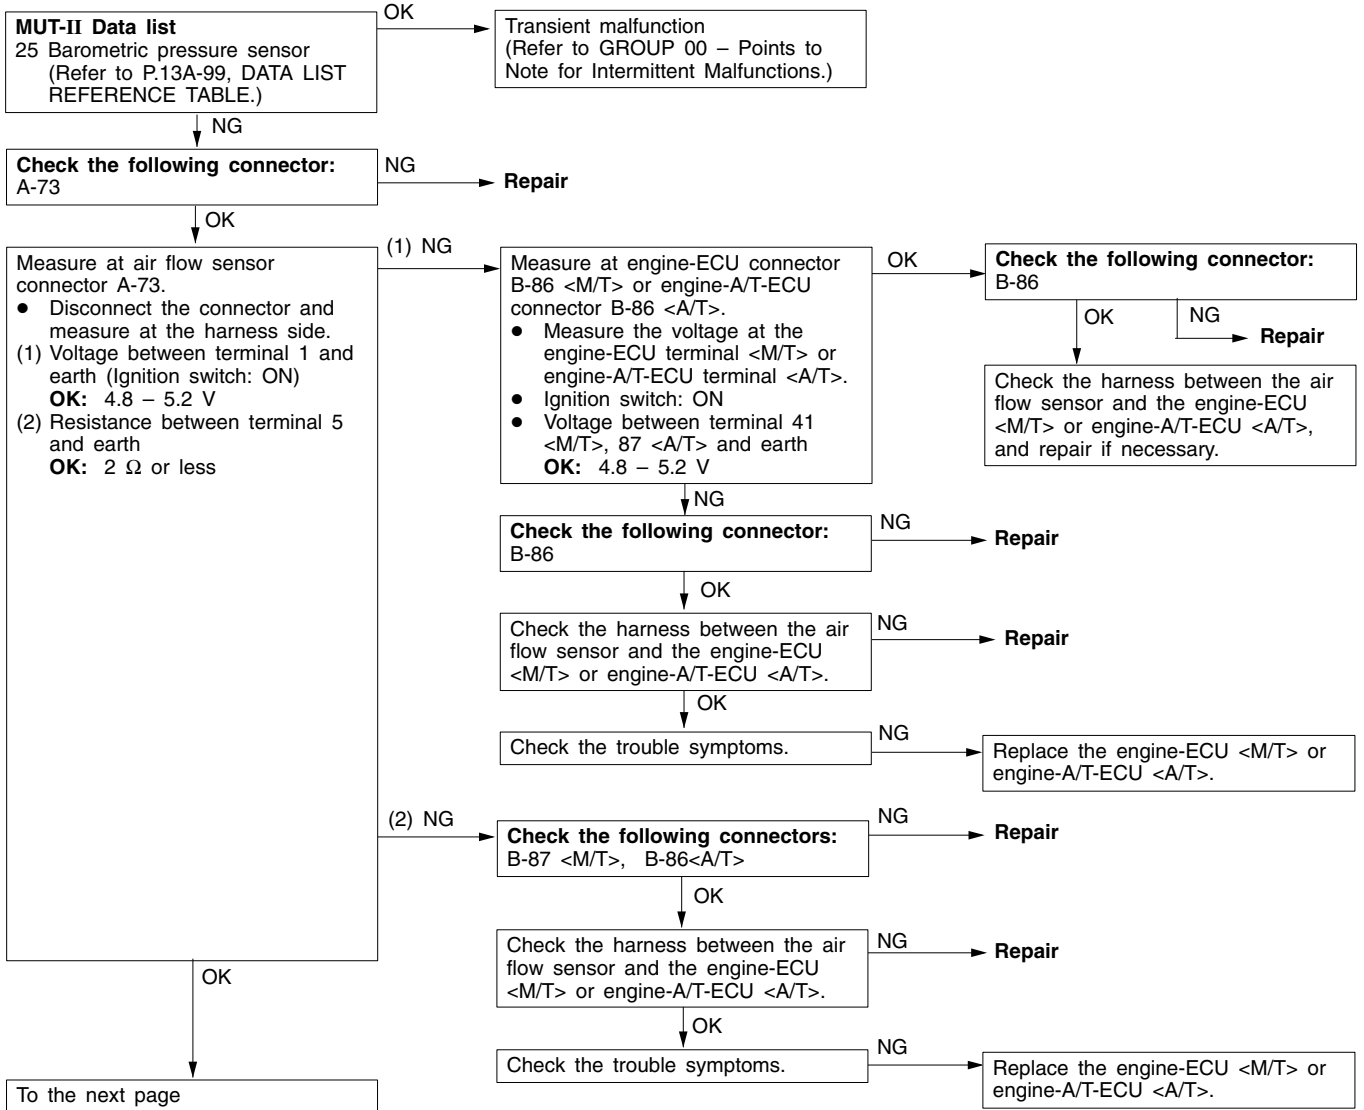 MUT-II Data list
25 Barometric pressure sensor
(Refer to P.13A-99, DATA LIST
REFERENCE TABLE.)
OK
Transient malfunction
(Refer to GROUP 00 – Points to
Note for Intermittent Malfunctions.)
NG
Check the following connector:
A-73
NG
Repair
OK
Measure at air flow sensor
connector A-73.
● Disconnect the connector and
measure at the harness side.
(1) Voltage between terminal 1 and
earth (Ignition switch: ON)
OK: 4.8 – 5.2 V
(2) Resistance between terminal 5
and earth
OK: 2 Ω or less
(1) NG
Measure at engine-ECU connector
B-86 <M/T> or engine-A/T-ECU
connector B-86 <A/T>.
● Measure the voltage at the
engine-ECU terminal <M/T> or
engine-A/T-ECU terminal <A/T>.
● Ignition switch: ON
● Voltage between terminal 41
<M/T>, 87 <A/T> and earth
OK: 4.8 – 5.2 V
OK
Check the following connector:
B-86
OK
NG
Repair
Check the harness between the air
flow sensor and the engine-ECU
<M/T> or engine-A/T-ECU <A/T>,
and repair if necessary.
NG
Check the following connector:
B-86
NG
Repair
OK
Check the harness between the air
flow sensor and the engine-ECU
<M/T> or engine-A/T-ECU <A/T>.
NG
Repair
OK
Check the trouble symptoms.
NG
Replace the engine-ECU <M/T> or
engine-A/T-ECU <A/T>.
(2) NG
Check the following connectors:
B-87 <M/T>, B-86<A/T>
NG
Repair
OK
Check the harness between the air
flow sensor and the engine-ECU
<M/T> or engine-A/T-ECU <A/T>.
NG
Repair
OK
Check the trouble symptoms.
NG
Replace the engine-ECU <M/T> or
engine-A/T-ECU <A/T>.
OK
To the next page